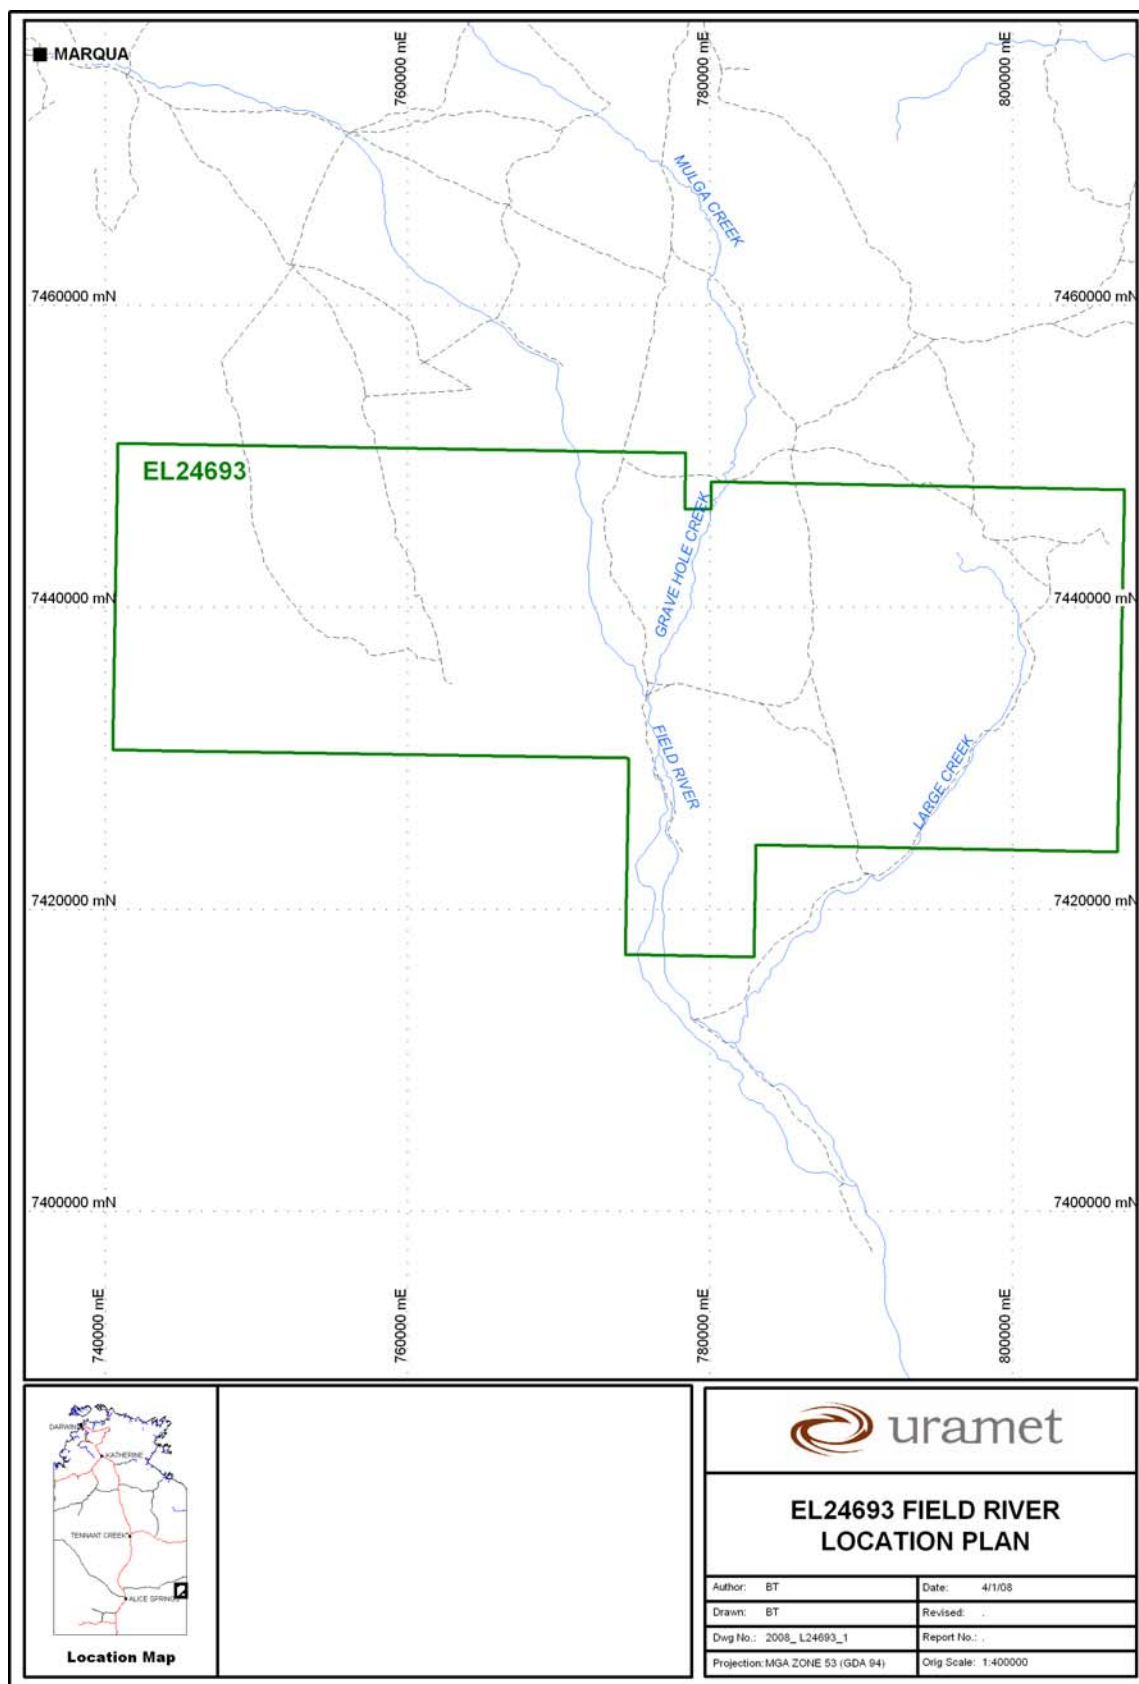 MARQUA
760000 mE
780000 mE
800000 mE
MULGA CREEK
7460000 mN
7460000 mN
EL24693
GRAVE HOLE CREEK
7440000 mN
7440000 mN
FIELD RIVER
LARGE CREEK
7420000 mN
7420000 mN
7400000 mN
7400000 mN
740000 mE
760000 mE
780000 mE
800000 mE
DARWIN
KATHERINE
TENNANT CREEK
ALICE SPRINGS
Location Map
uramet
EL24693 FIELD RIVER
LOCATION PLAN
Author: BT
Date: 4/1/08
Drawn: BT
Revised: .
Dwg No.: 2008_ L24693_1
Report No.: .
Projection: MGA ZONE 53 (GDA 94)
Orig Scale: 1:400000